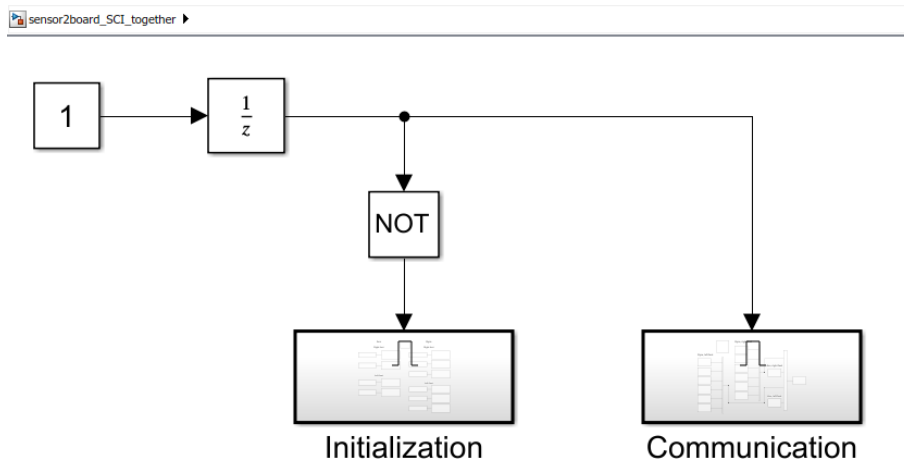 sensor2board_SCI_together
1
1
z
NOT
Initialization
Communication